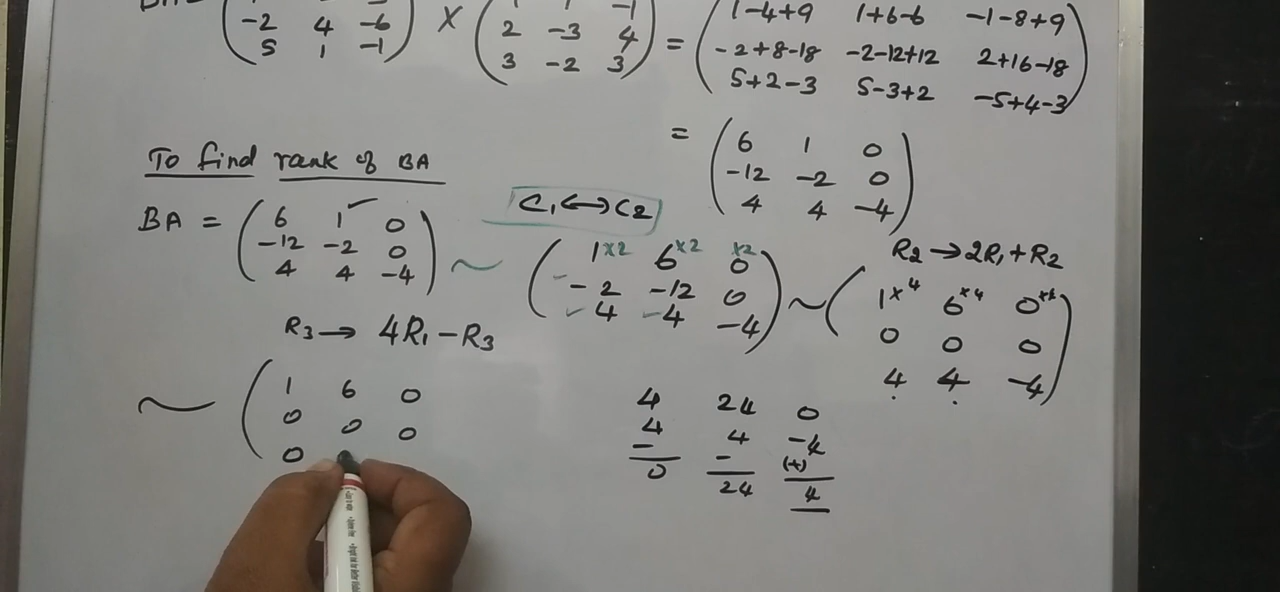 -2 4 -6
5 1 -1
×
2 -3 4
3 -2 3
=
1-4+9 1+6-6 -1-8+9
-2+8-18 -2-12+12 2+16-18
5+2-3 5-3+2 -5+4-3
=
6 1 0
-12 -2 0
4 4 -4
To find rank of BA
BA =
6 1 0
-12 -2 0
4 4 -4
~
C₁↔C₂
1×2 6×2 0×2
-2 -12 0
4 4 -4
~
R₂→2R₁+R₂
1×4 6×4 0×4
0 0 0
4 4 -4
R₃→ 4R₁-R₃
~
1 6 0
0 0 0
0
4 24 0
4 4 -4
- - (+)
0 24 4